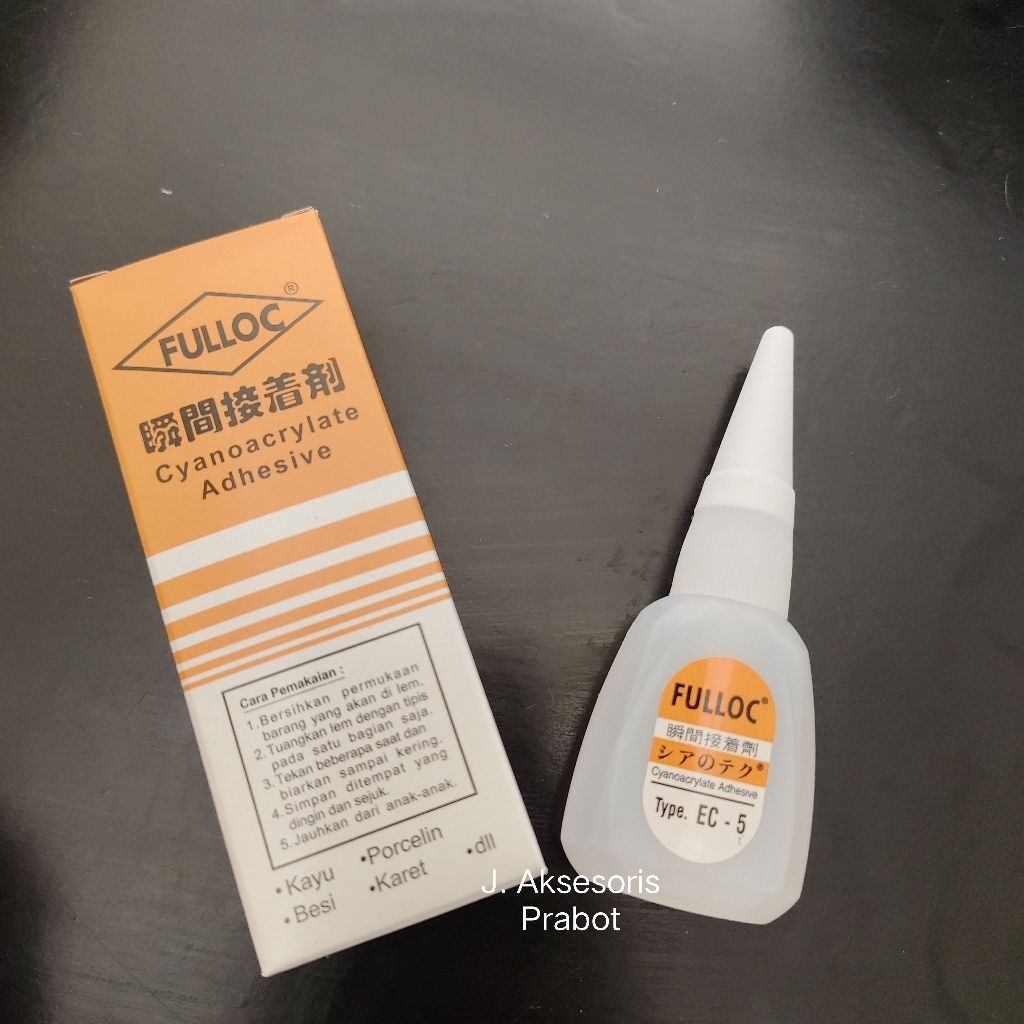 FULLOC®
瞬間接着剤
Cyanoacrylate
Adhesive
Cara Pemakaian :
1.Bersihkan permukaan
barang yang akan di lem.
2.Tuangkan lem dengan tipis
pada satu bagian saja.
3.Tekan beberapa saat dan
biarkan sampai kering.
4.Simpan ditempat yang
dingin dan sejuk.
5.Jauhkan dari anak-anak.
•Kayu •Porcelin •dll
•Besi •Karet
FULLOC®
瞬間接着劑
シアのテク®
Cyanoacrylate Adhesive
Type. EC - 5
J. Aksesoris
Prabot